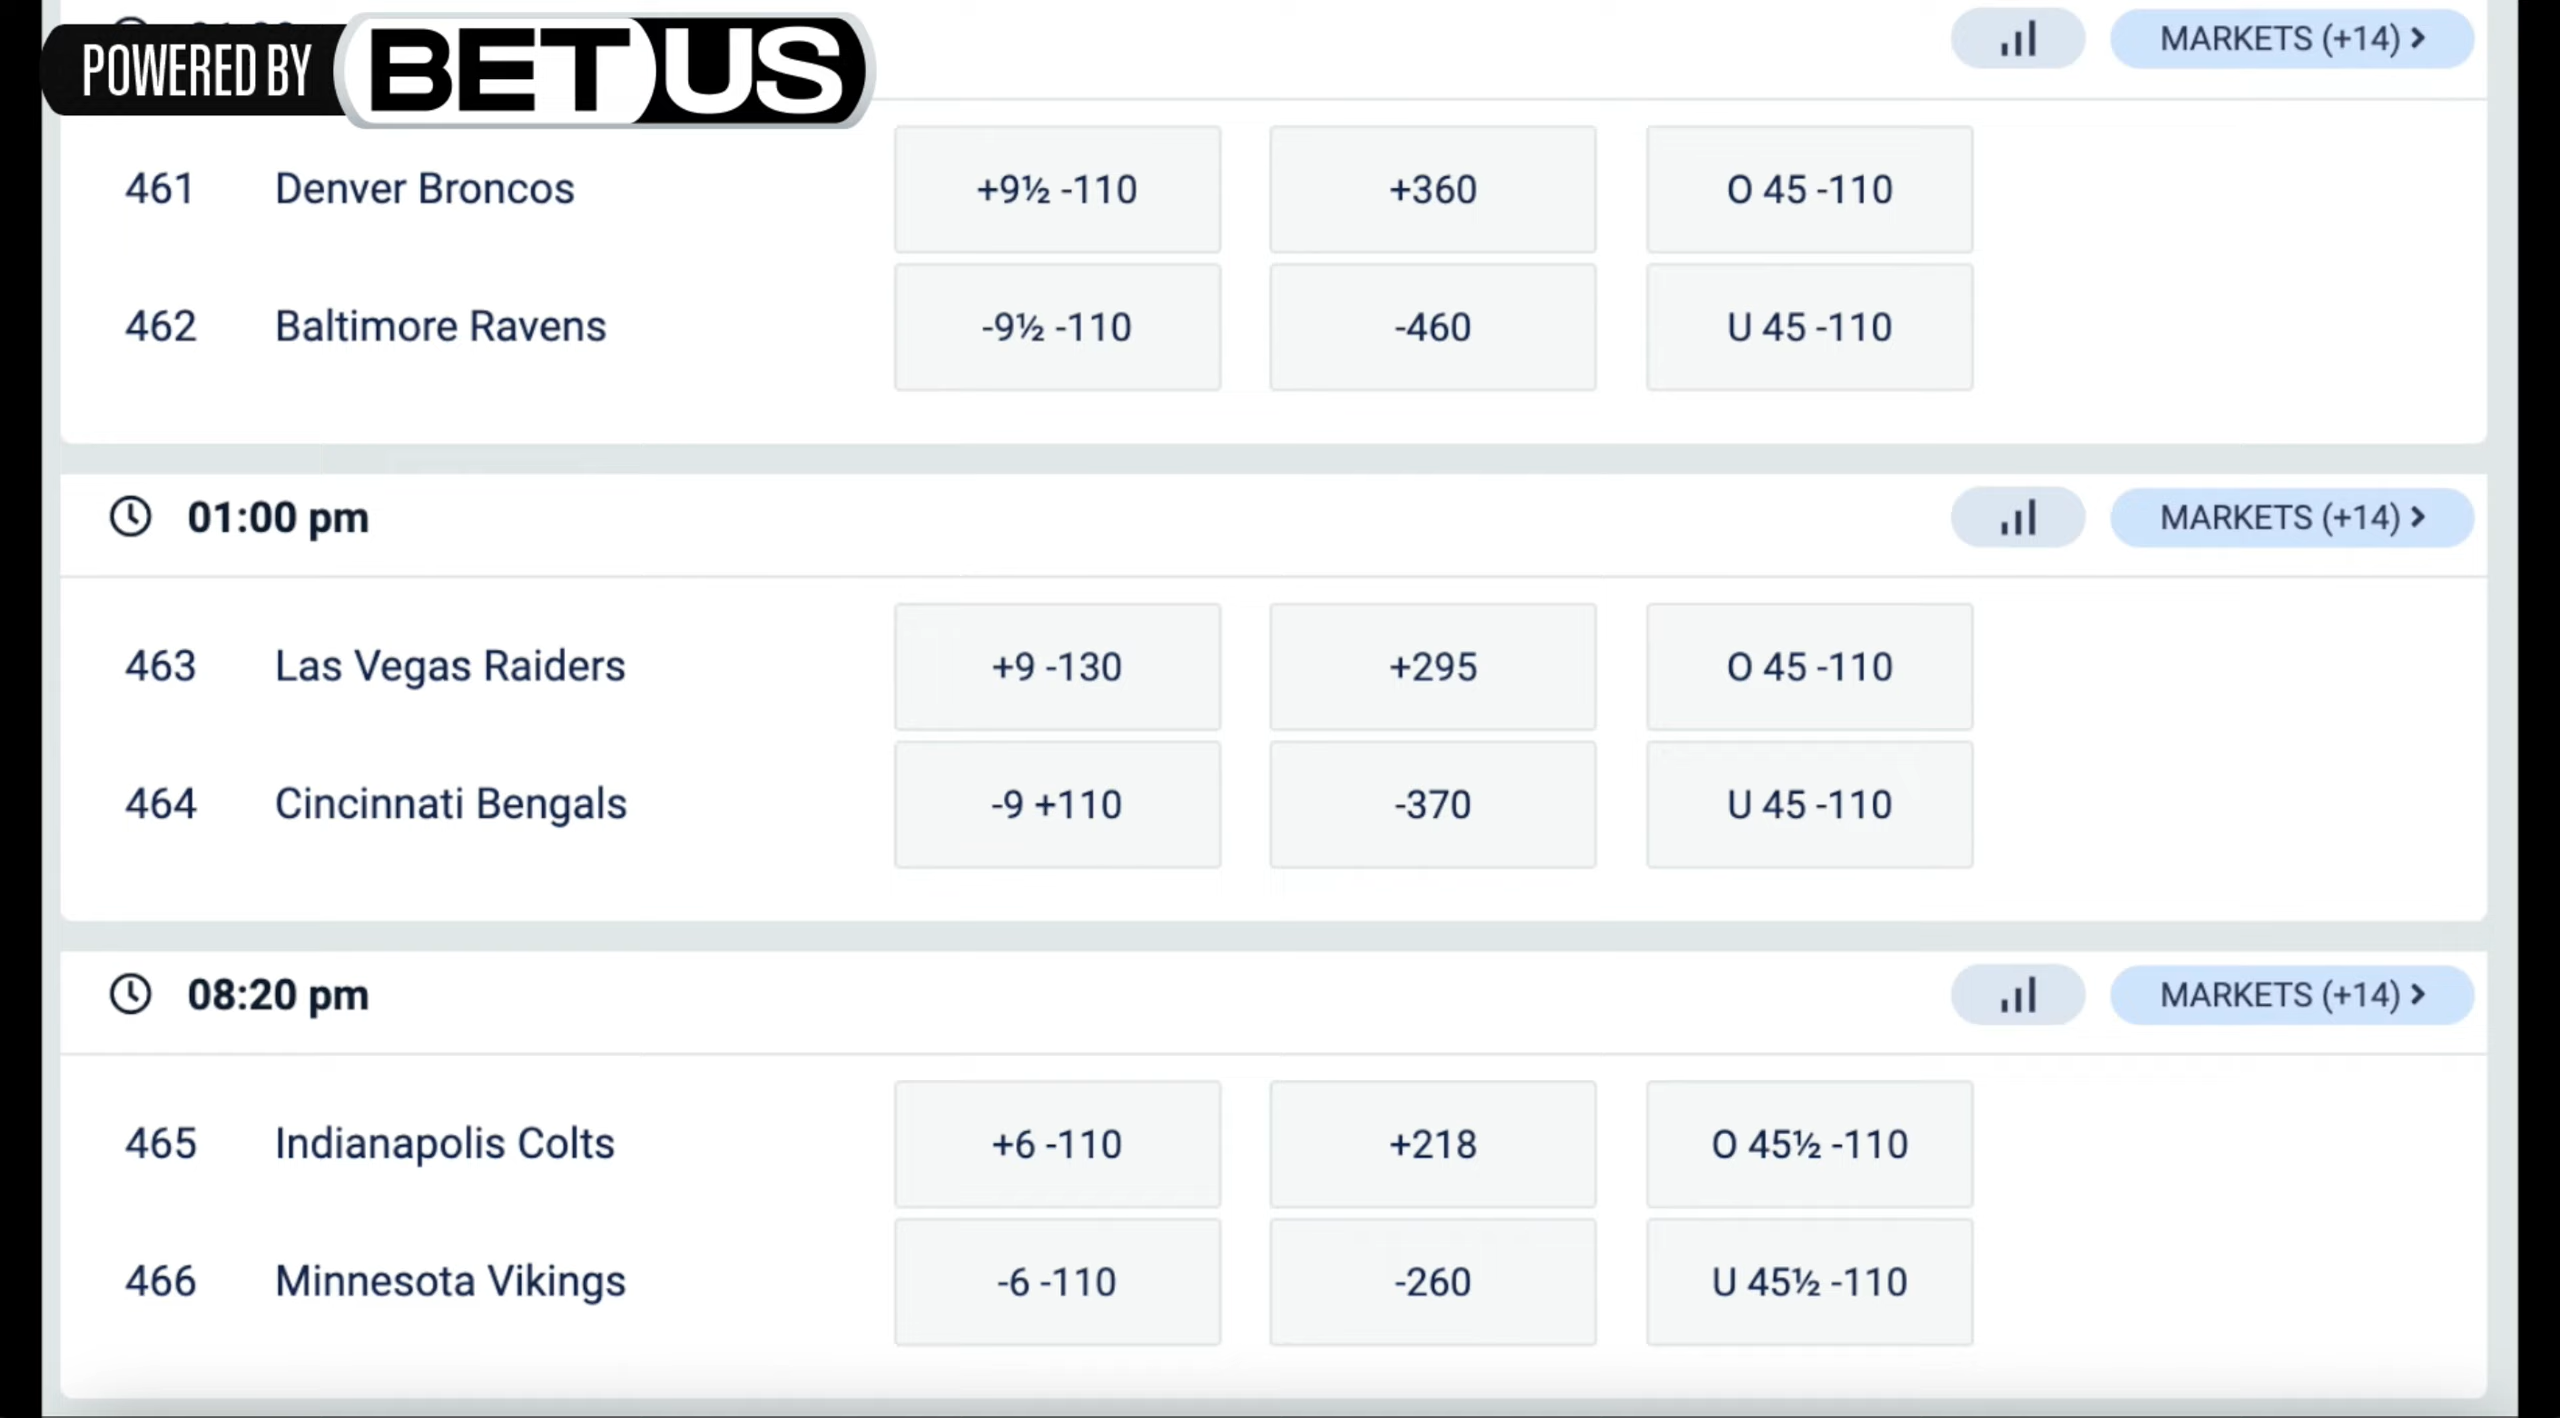 POWERED BY BETUS
MARKETS (+14)
461 Denver Broncos +9½ -110 +360 O 45 -110
462 Baltimore Ravens -9½ -110 -460 U 45 -110
01:00 pm MARKETS (+14)
463 Las Vegas Raiders +9 -130 +295 O 45 -110
464 Cincinnati Bengals -9 +110 -370 U 45 -110
08:20 pm MARKETS (+14)
465 Indianapolis Colts +6 -110 +218 O 45½ -110
466 Minnesota Vikings -6 -110 -260 U 45½ -110